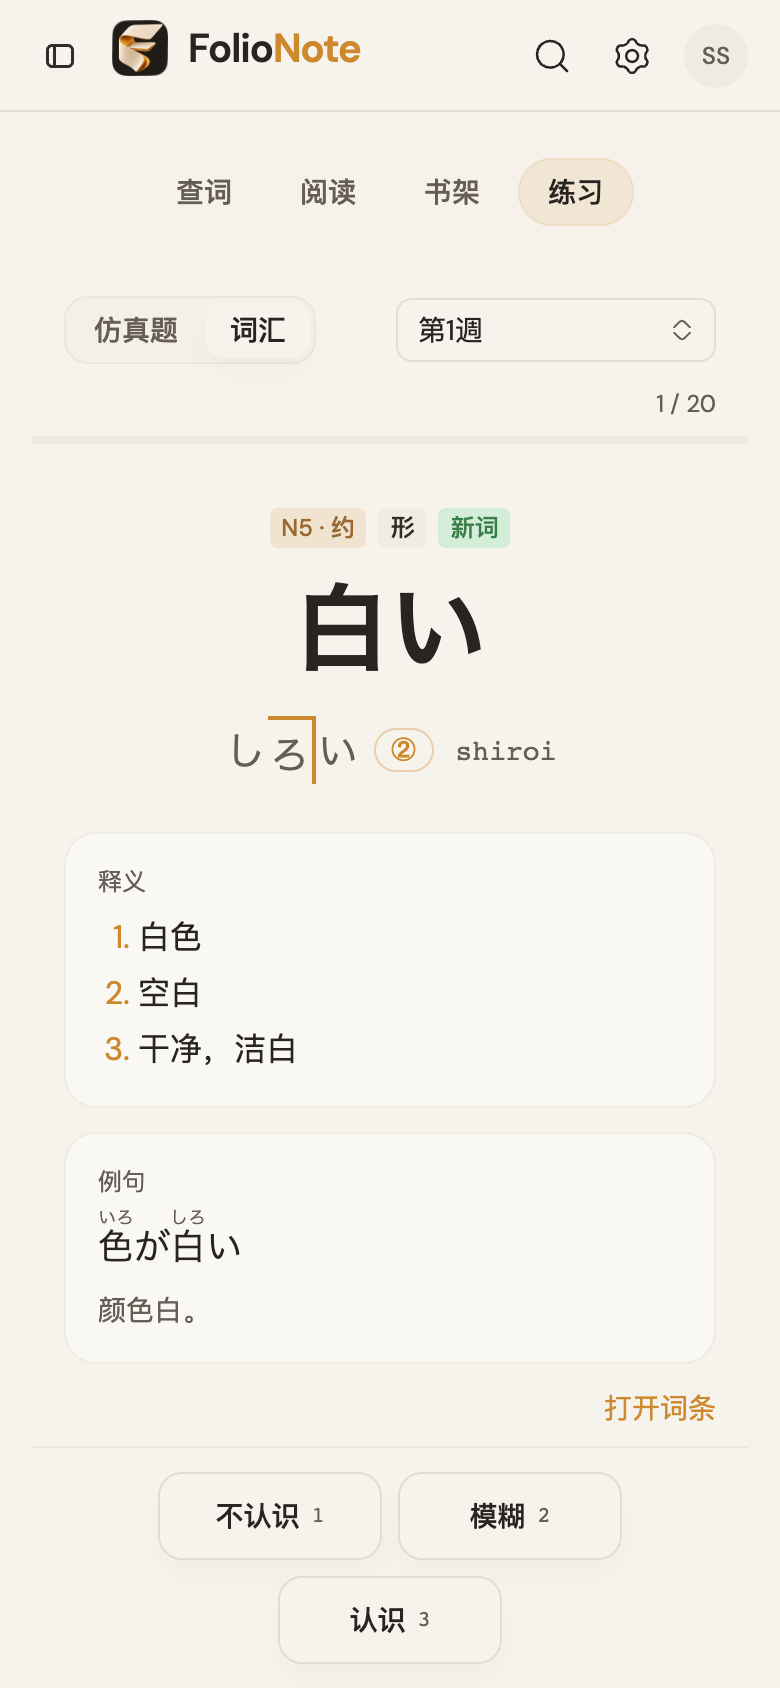 FolioNote
SS
查词 阅读 书架 练习
仿真题 词汇 第1週
1 / 20
N5 · 约 形 新词
白い
しろい ② shiroi
释义
1. 白色
2. 空白
3. 干净，洁白
例句
いろ しろ
色が白い
颜色白。
打开词条
不认识 1 模糊 2
认识 3